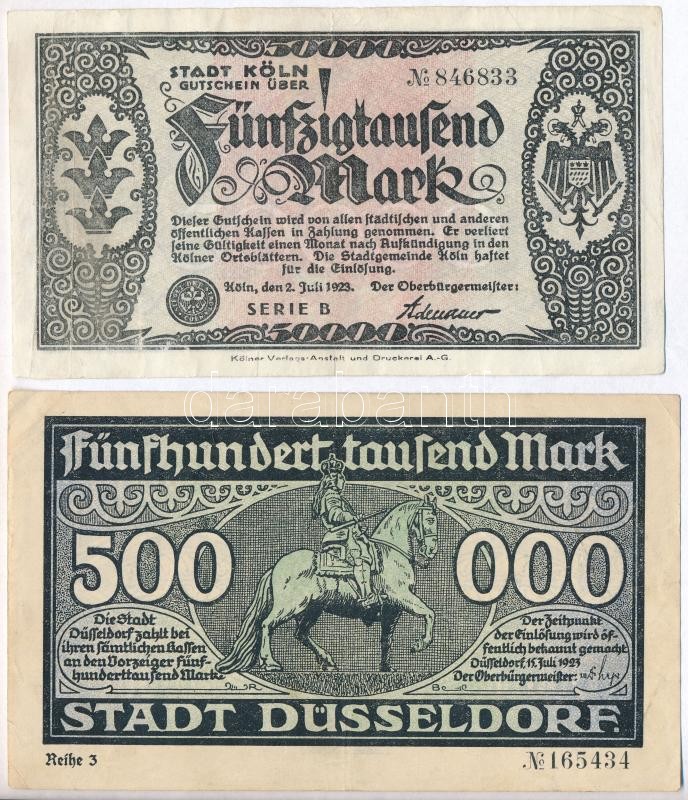 50000
STADT KÖLN
GUTSCHEIN ÜBER
№ 846833
Fünfzigtausend
Mark
Dieser Gutschein wird von allen städtischen und anderen
öffentlichen Kassen in Zahlung genommen. Er verliert
seine Gültigkeit einen Monat nach Aufkündigung in den
Kölner Ortsblättern. Die Stadtgemeinde Köln haftet
für die Einlösung.
Köln, den 2. Juli 1923. Der Oberbürgermeister:
SERIE B
Adenauer
50000
Kölner Verlags-Anstalt und Druckerei A.-G.
darabanth
Fünfhundert tausend Mark
500 000
Die Stadt
Düsseldorf zahlt bei
ihren sämtlichen Kassen
an den Vorzeiger fünf-
hunderttausend Mark
Der Zeitpunkt
der Einlösung wird öf-
fentlich bekannt gemacht
Düsseldorf, 15. Juli 1923
Der Oberbürgermeister:
STADT DÜSSELDORF.
Reihe 3
№ 165434